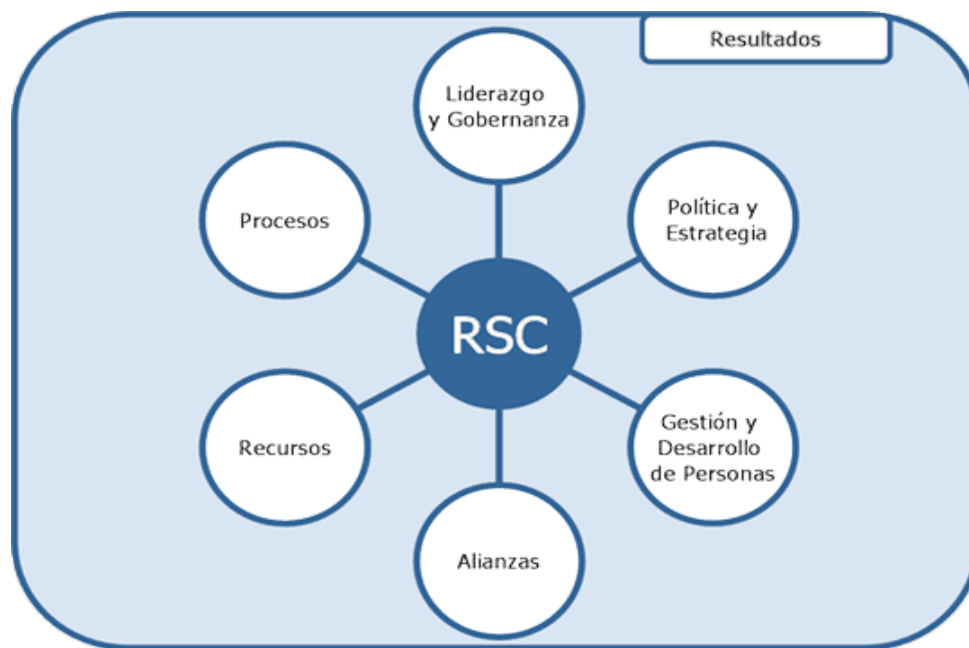 Resultados
Liderazgo
y Gobernanza
Política y
Estrategia
Gestión y
Desarrollo
de Personas
Alianzas
Recursos
Procesos
RSC